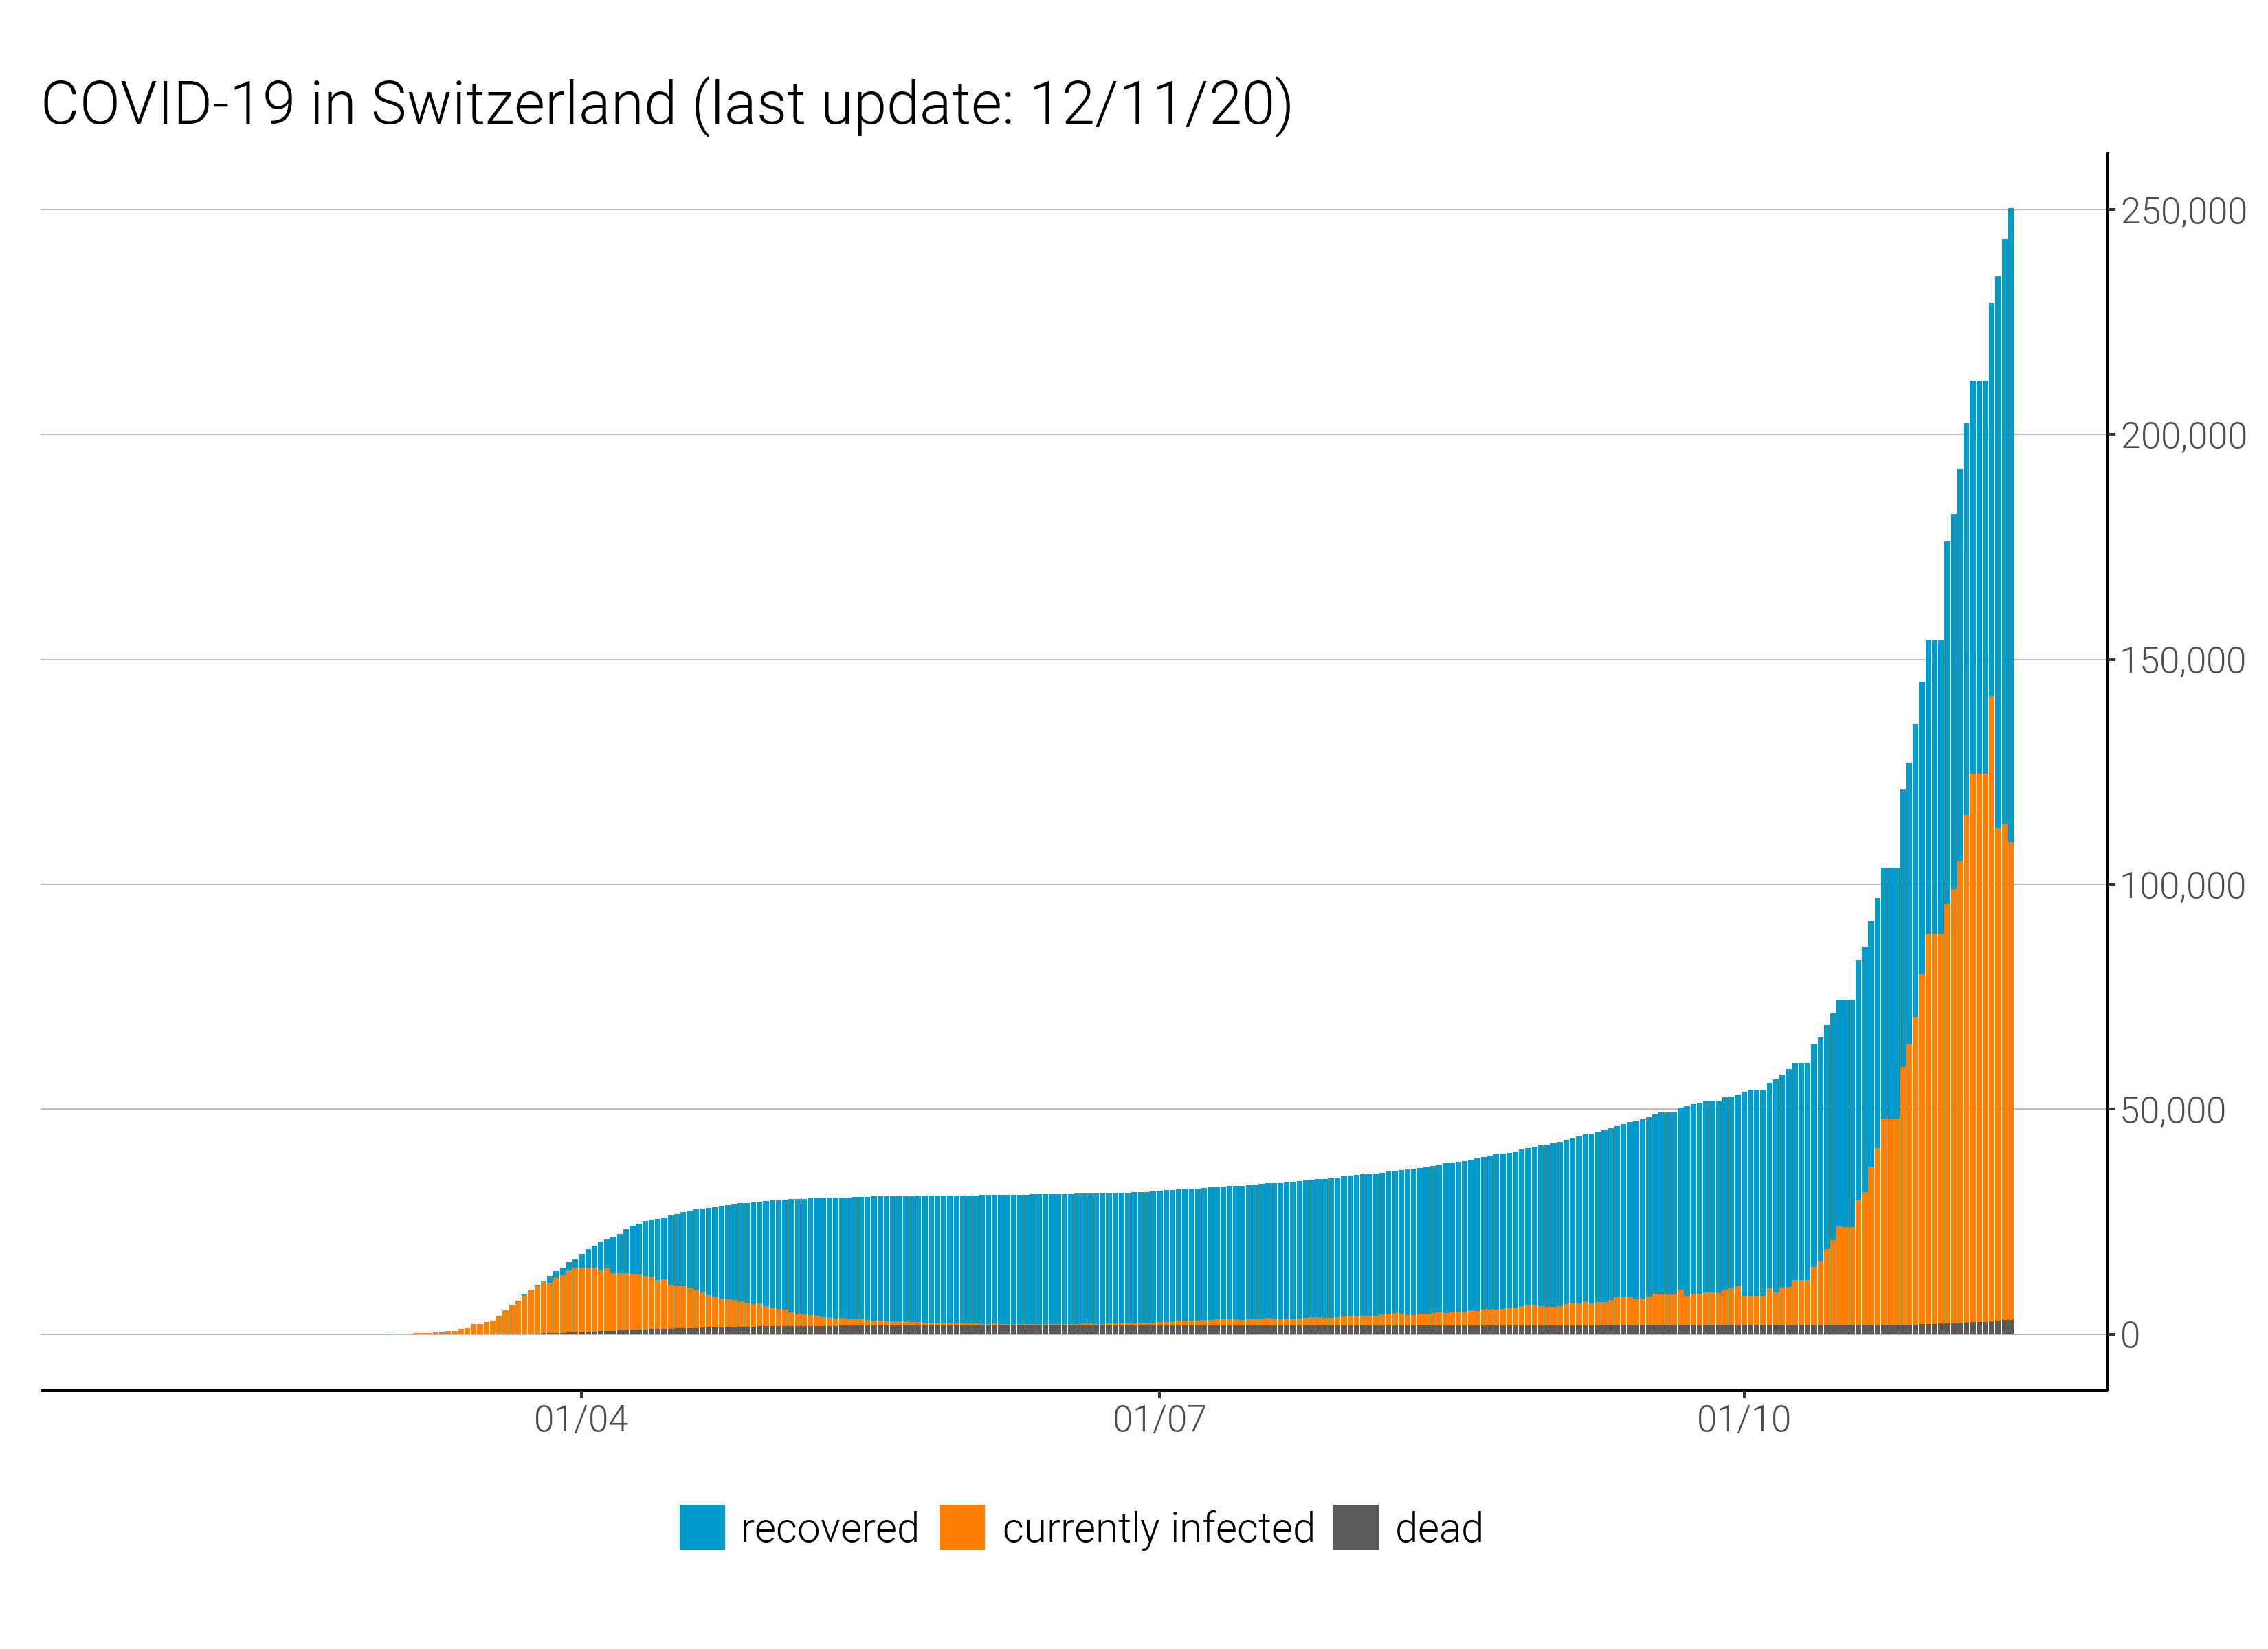 COVID-19 in Switzerland (last update: 12/11/20)
250,000
200,000
150,000
100,000
50,000
0
01/04 01/07 01/10
recovered currently infected dead